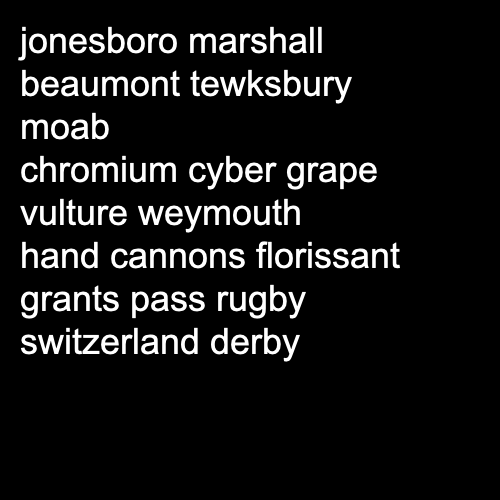 jonesboro marshall
beaumont tewksbury
moab
chromium cyber grape
vulture weymouth
hand cannons florissant
grants pass rugby
switzerland derby